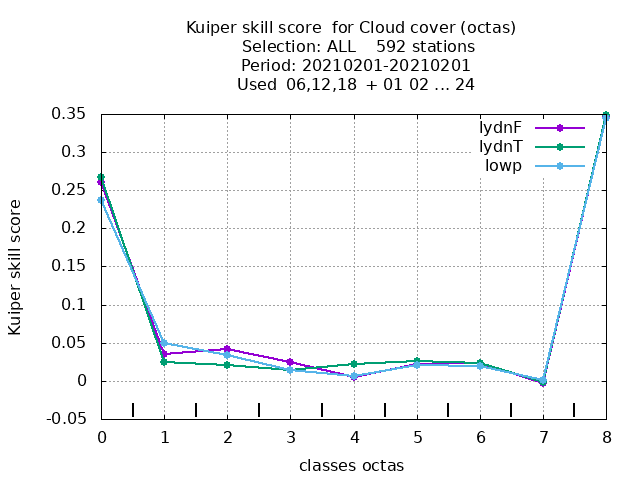 Kuiper skill score  for Cloud cover (octas)
Selection: ALL    592 stations
Period: 20210201-20210201
Used  06,12,18  + 01 02 ... 24
lydnF
lydnT
lowp
0.35
0.3
0.25
0.2
0.15
0.1
0.05
0
-0.05
Kuiper skill score
0 1 2 3 4 5 6 7 8
classes octas